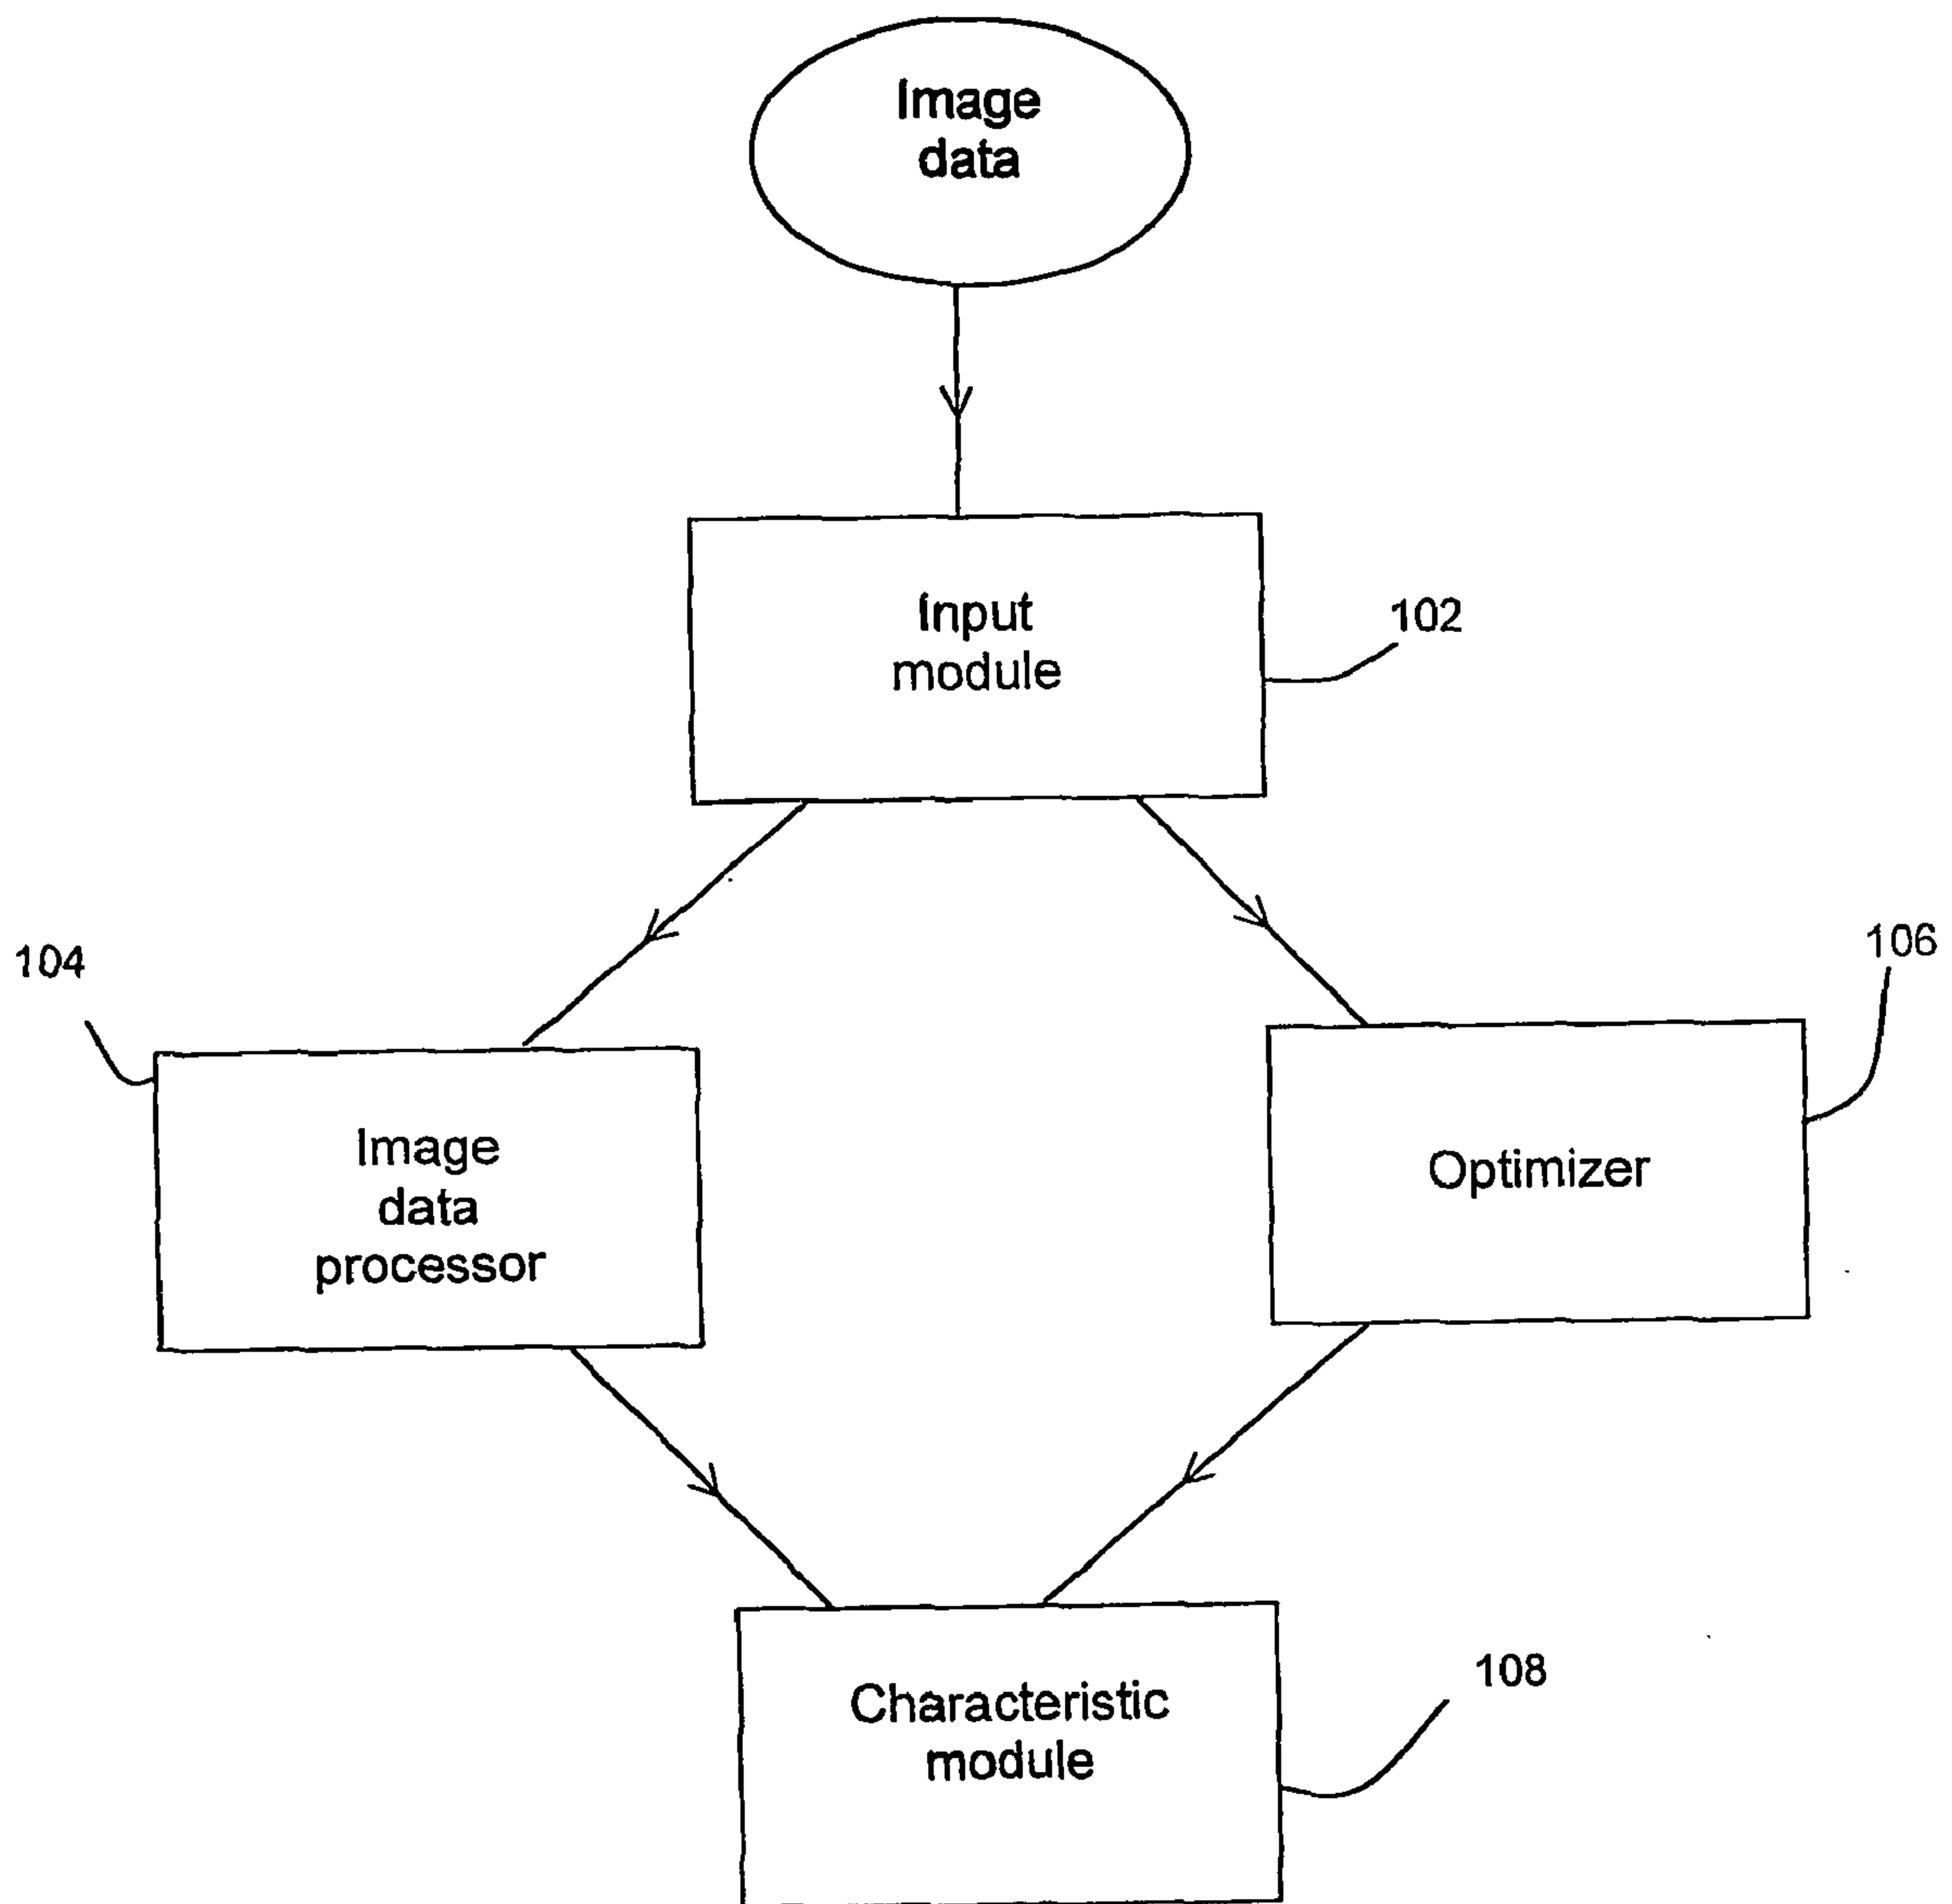 Image
data
Input
module
102
104
106
Image
data
processor
Optimizer
Characteristic
module
108